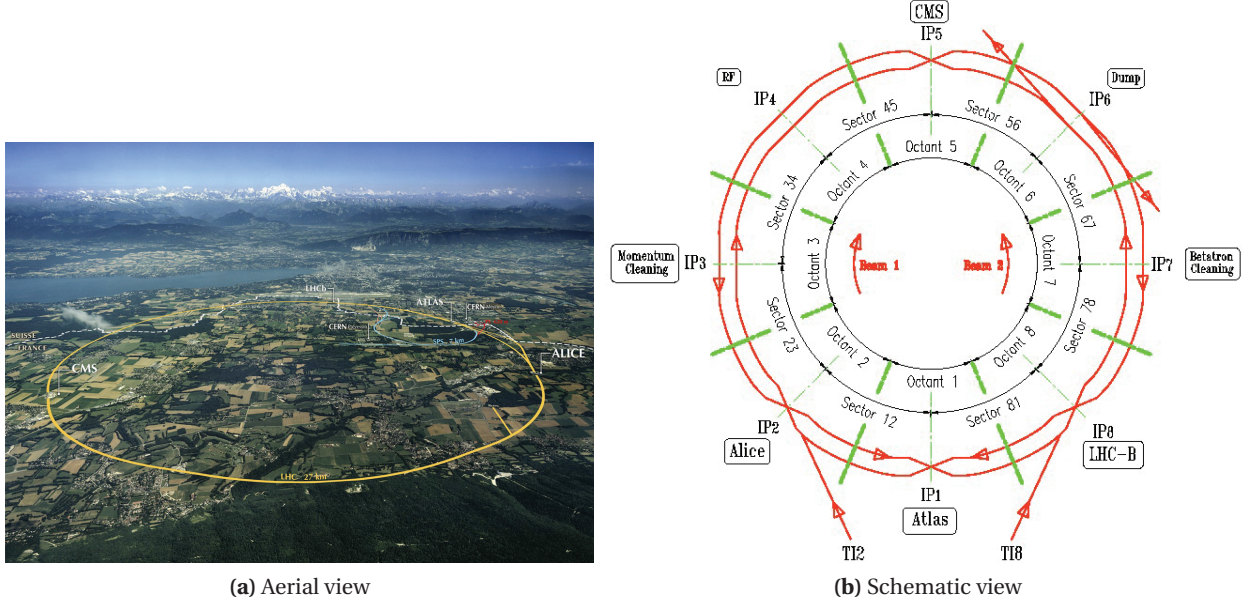 LHCb
ATLAS
CERN
CERN
SPS_ 7 km
SUISSE
FRANCE
ALICE
CMS
LHC - 27 km
(a) Aerial view
CMS
IP5
RF
IP4
Dump
IP6
Sector 45
Sector 56
Octant 5
Octant 4
Octant 6
Sector 34
Sector 67
Momentum
Cleaning
IP3
Octant 3
Beam 1
Beam 2
Octant 7
IP7
Betatron
Cleaning
Sector 23
Sector 78
Octant 2
Octant 8
Octant 1
Sector 12
Sector 81
IP2
Alice
IP8
LHC-B
IP1
Atlas
TI2
TI8
(b) Schematic view